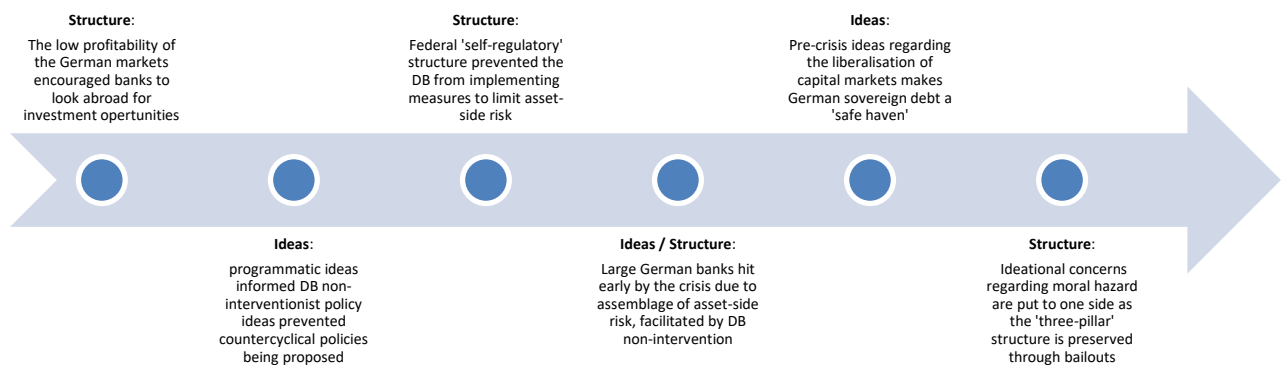 Structure:
The low profitability of
the German markets
encouraged banks to
look abroad for
investment opertunities
Ideas:
programmatic ideas
informed DB non-
interventionist policy
ideas prevented
countercyclical policies
being proposed
Structure:
Federal 'self-regulatory'
structure prevented the
DB from implementing
measures to limit asset-
side risk
Ideas / Structure:
Large German banks hit
early by the crisis due to
assemblage of asset-side
risk, facilitated by DB
non-intervention
Ideas:
Pre-crisis ideas regarding
the liberalisation of
capital markets makes
German sovereign debt a
'safe haven'
Structure:
Ideational concerns
regarding moral hazard
are put to one side as
the 'three-pillar'
structure is preserved
through bailouts